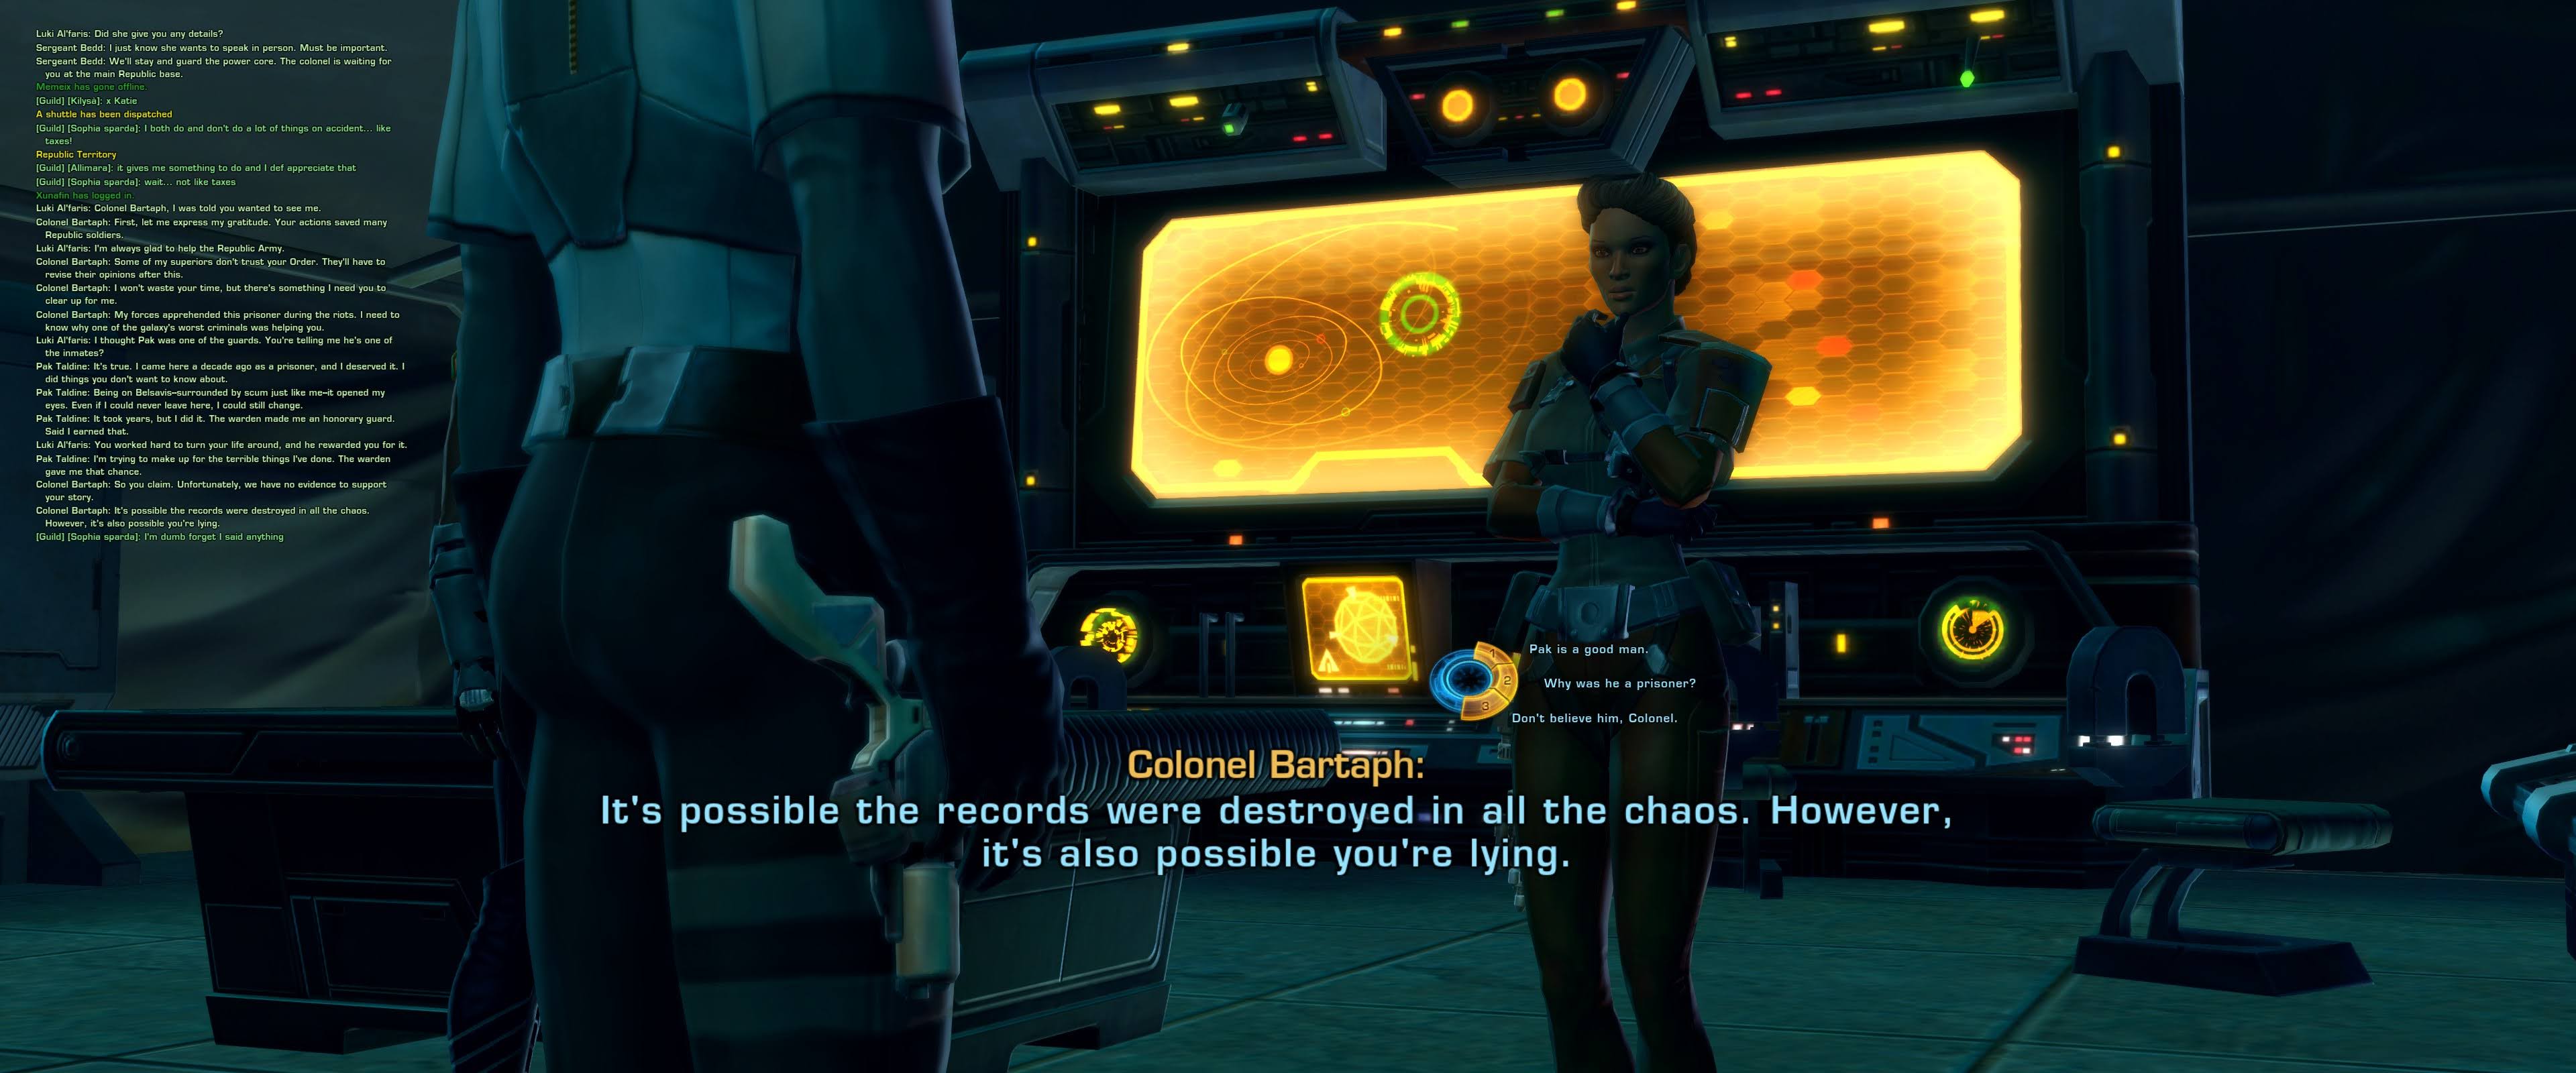 Luki Al'faris: Did she give you any details?
Sergeant Bedd: I just know she wants to speak in person. Must be important.
Sergeant Bedd: We'll stay and guard the power core. The colonel is waiting for
you at the main Republic base.
Memeix has gone offline.
[Guild] [Kilysà]: x Katie
A shuttle has been dispatched
[Guild] [Sophia sparda]: I both do and don't do a lot of things on accident... like
taxes!
Republic Territory
[Guild] [Allimara]: it gives me something to do and I def appreciate that
[Guild] [Sophia sparda]: wait... not like taxes
Xunafin has logged in.
Luki Al'faris: Colonel Bartaph, I was told you wanted to see me.
Colonel Bartaph: First, let me express my gratitude. Your actions saved many
Republic soldiers.
Luki Al'faris: I'm always glad to help the Republic Army.
Colonel Bartaph: Some of my superiors don't trust your Order. They'll have to
revise their opinions after this.
Colonel Bartaph: I won't waste your time, but there's something I need you to
clear up for me.
Colonel Bartaph: My forces apprehended this prisoner during the riots. I need to
know why one of the galaxy's worst criminals was helping you.
Luki Al'faris: I thought Pak was one of the guards. You're telling me he's one of
the inmates?
Pak Taldine: It's true. I came here a decade ago as a prisoner, and I deserved it. I
did things you don't want to know about.
Pak Taldine: Being on Belsavis–surrounded by scum just like me–it opened my
eyes. Even if I could never leave here, I could still change.
Pak Taldine: It took years, but I did it. The warden made me an honorary guard.
Said I earned that.
Luki Al'faris: You worked hard to turn your life around, and he rewarded you for it.
Pak Taldine: I'm trying to make up for the terrible things I've done. The warden
gave me that chance.
Colonel Bartaph: So you claim. Unfortunately, we have no evidence to support
your story.
Colonel Bartaph: It's possible the records were destroyed in all the chaos.
However, it's also possible you're lying.
[Guild] [Sophia sparda]: I'm dumb forget I said anything
1 Pak is a good man.
2 Why was he a prisoner?
3 Don't believe him, Colonel.
Colonel Bartaph:
It's possible the records were destroyed in all the chaos. However,
it's also possible you're lying.